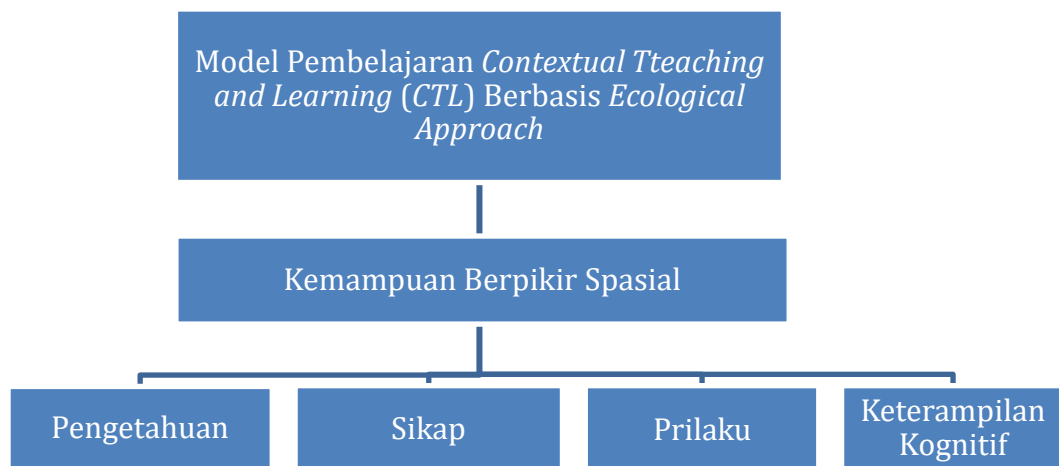 Model Pembelajaran Contextual Tteaching
and Learning (CTL) Berbasis Ecological
Approach
Kemampuan Berpikir Spasial
Pengetahuan
Sikap
Prilaku
Keterampilan
Kognitif